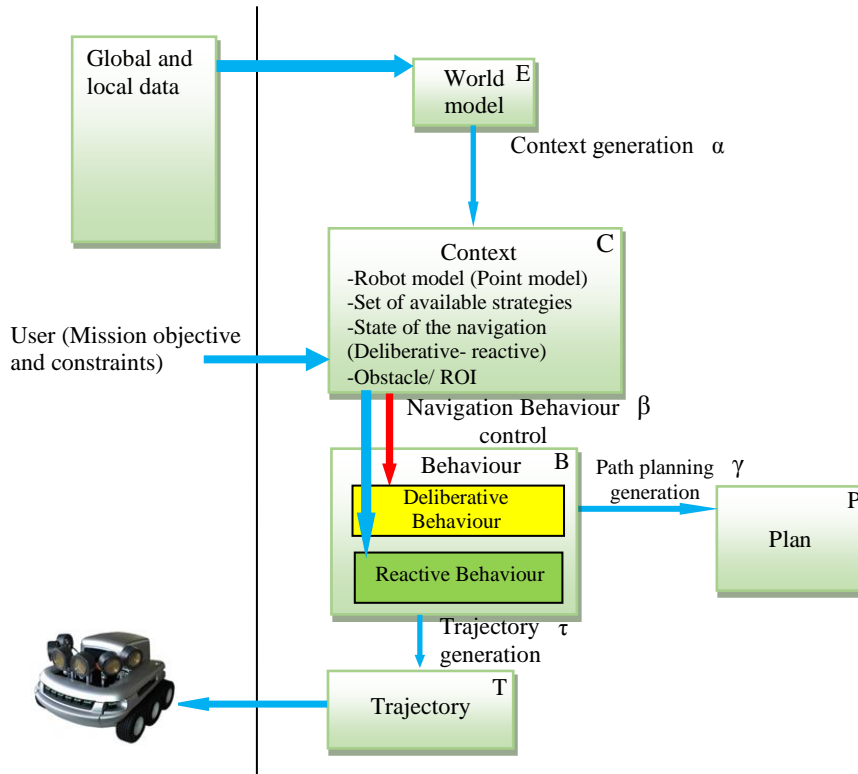 Global and
local data
E
World
model
Context generation α
C
Context
-Robot model (Point model)
-Set of available strategies
-State of the navigation
(Deliberative- reactive)
-Obstacle/ ROI
User (Mission objective
and constraints)
Navigation Behaviour β
control
B
Behaviour
Deliberative
Behaviour
Reactive Behaviour
Path planning γ
generation
P
Plan
Trajectory τ
generation
T
Trajectory